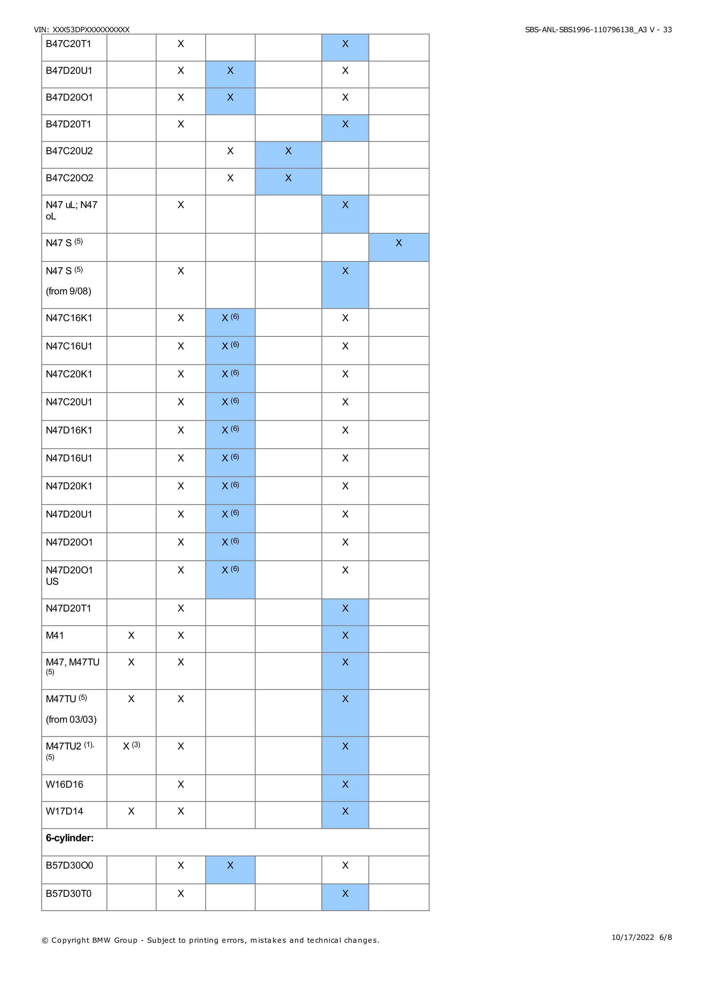 VIN: XXX53DPXXXXXXXXXX SBS-ANL-SBS1996-110796138_A3 V - 33
B47C20T1 X X
B47D20U1 X X X
B47D20O1 X X X
B47D20T1 X X
B47C20U2 X X
B47C20O2 X X
N47 uL; N47 X X
oL
N47 S (5) X
N47 S (5) X X
(from 9/08)
N47C16K1 X X (6) X
N47C16U1 X X (6) X
N47C20K1 X X (6) X
N47C20U1 X X (6) X
N47D16K1 X X (6) X
N47D16U1 X X (6) X
N47D20K1 X X (6) X
N47D20U1 X X (6) X
N47D20O1 X X (6) X
N47D20O1 X X (6) X
US
N47D20T1 X X
M41 X X X
M47, M47TU X X X
(5)
M47TU (5) X X X
(from 03/03)
M47TU2 (1), X (3) X X
(5)
W16D16 X X
W17D14 X X X
6-cylinder:
B57D30O0 X X X
B57D30T0 X X
© Copyright BMW Group - Subject to printing errors, mistakes and technical changes. 10/17/2022 6/8